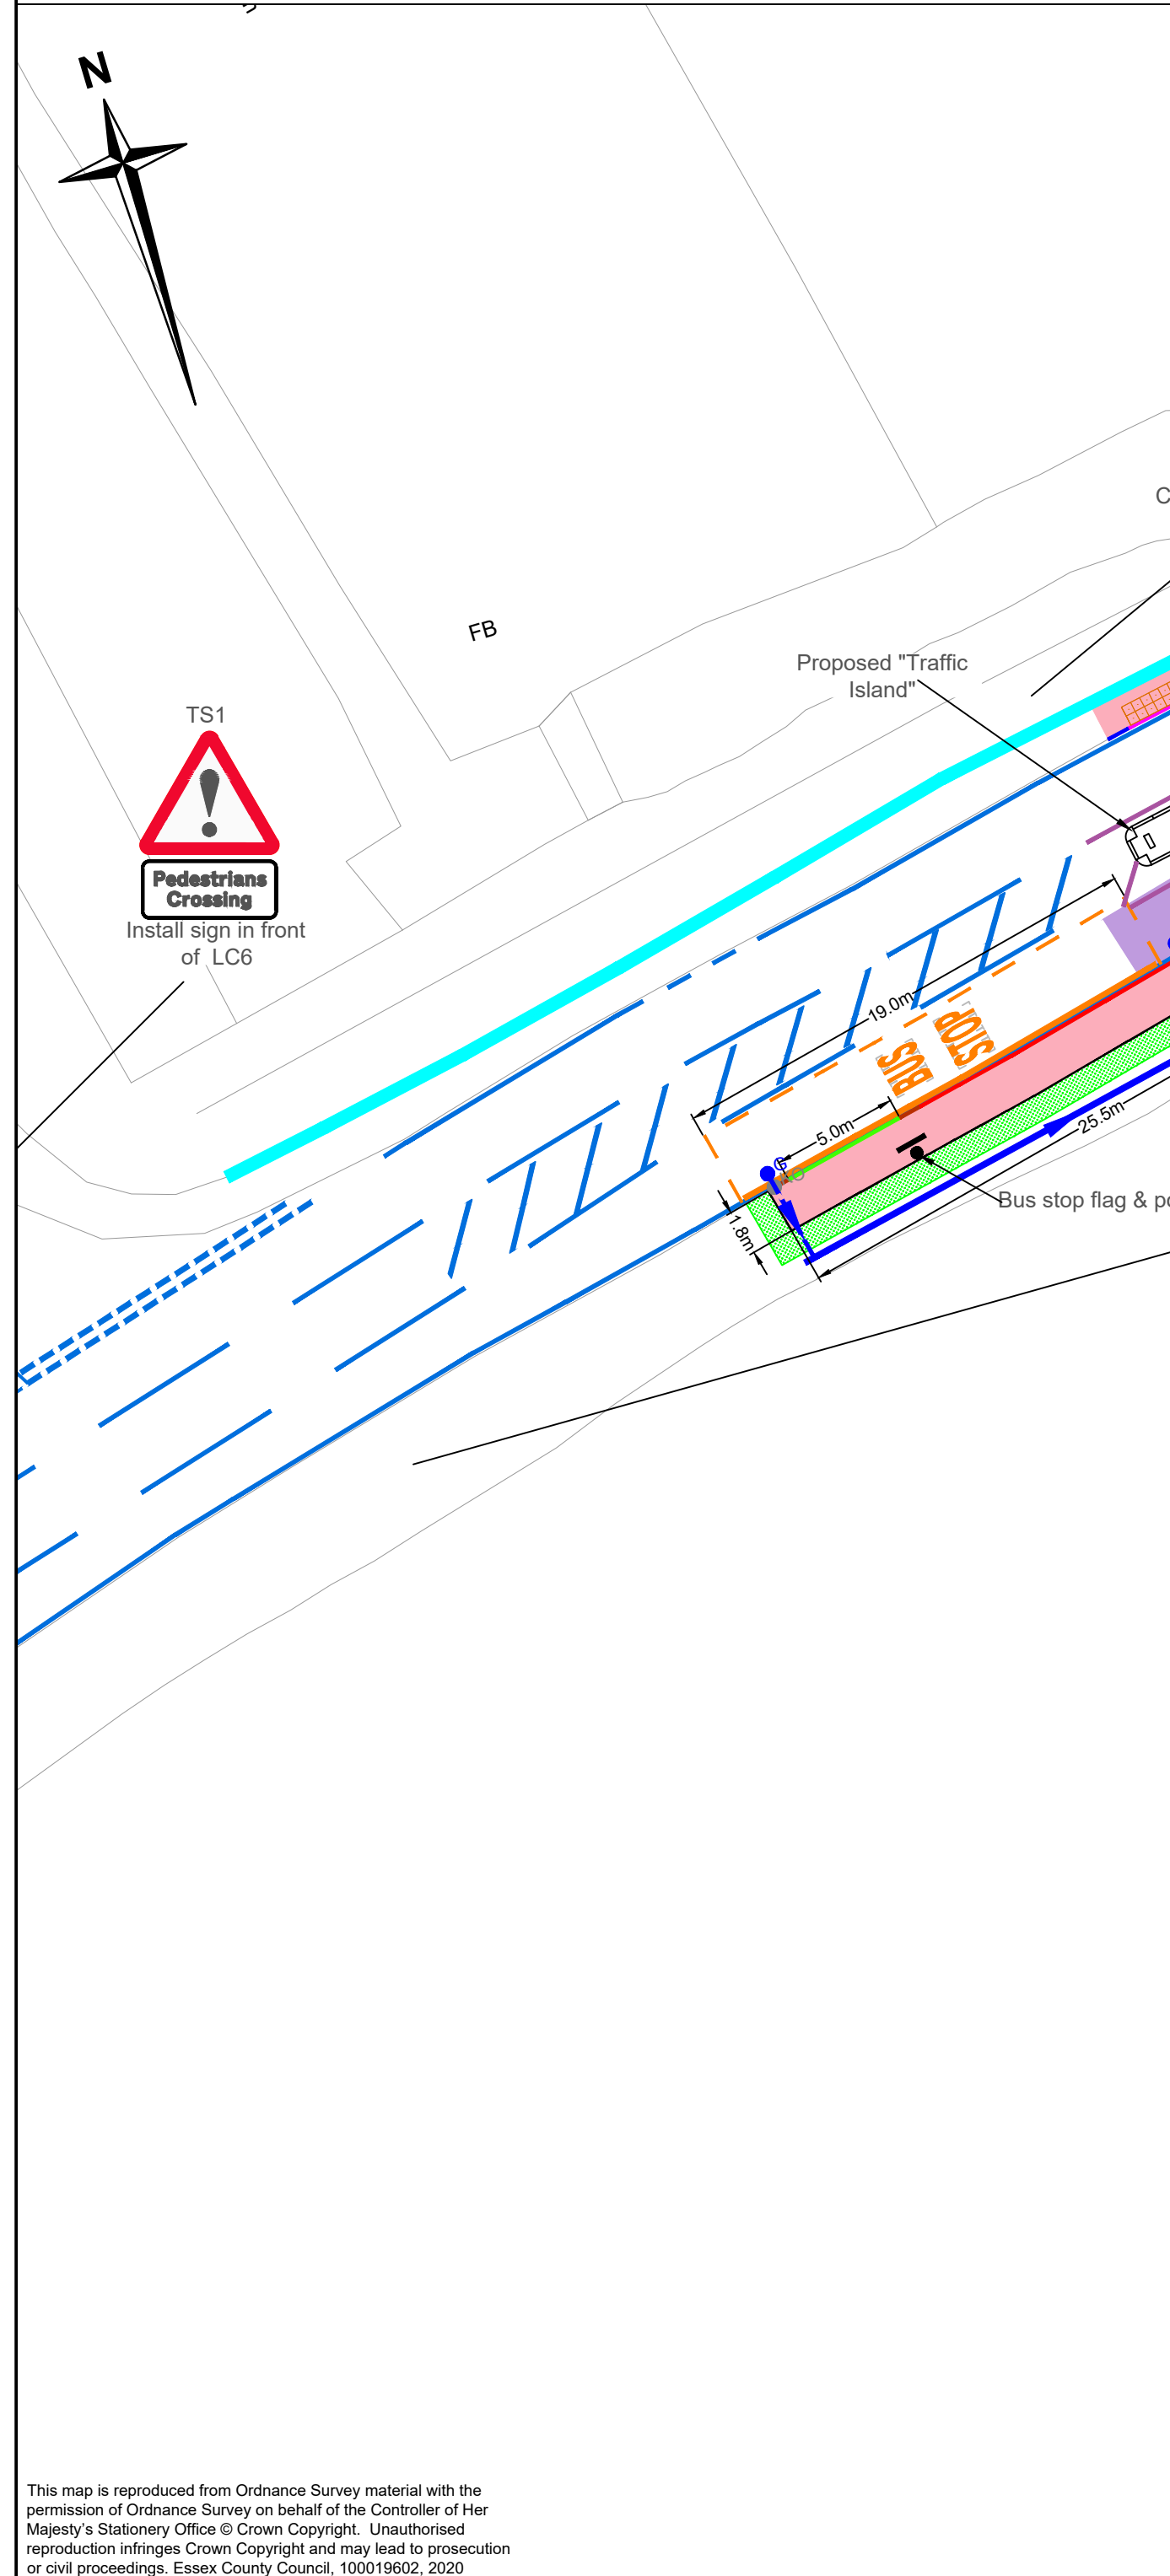 N
C
FB
Proposed "Traffic
Island"
TS1
Pedestrians
Crossing
Install sign in front
of LC6
19.0m
BUS
STOP
5.0m
25.5m
G
1.8m
Bus stop flag &
This map is reproduced from Ordnance Survey material with the
permission of Ordnance Survey on behalf of the Controller of Her
Majesty's Stationery Office © Crown Copyright. Unauthorised
reproduction infringes Crown Copyright and may lead to prosecution
or civil proceedings. Essex County Council, 100019602, 2020